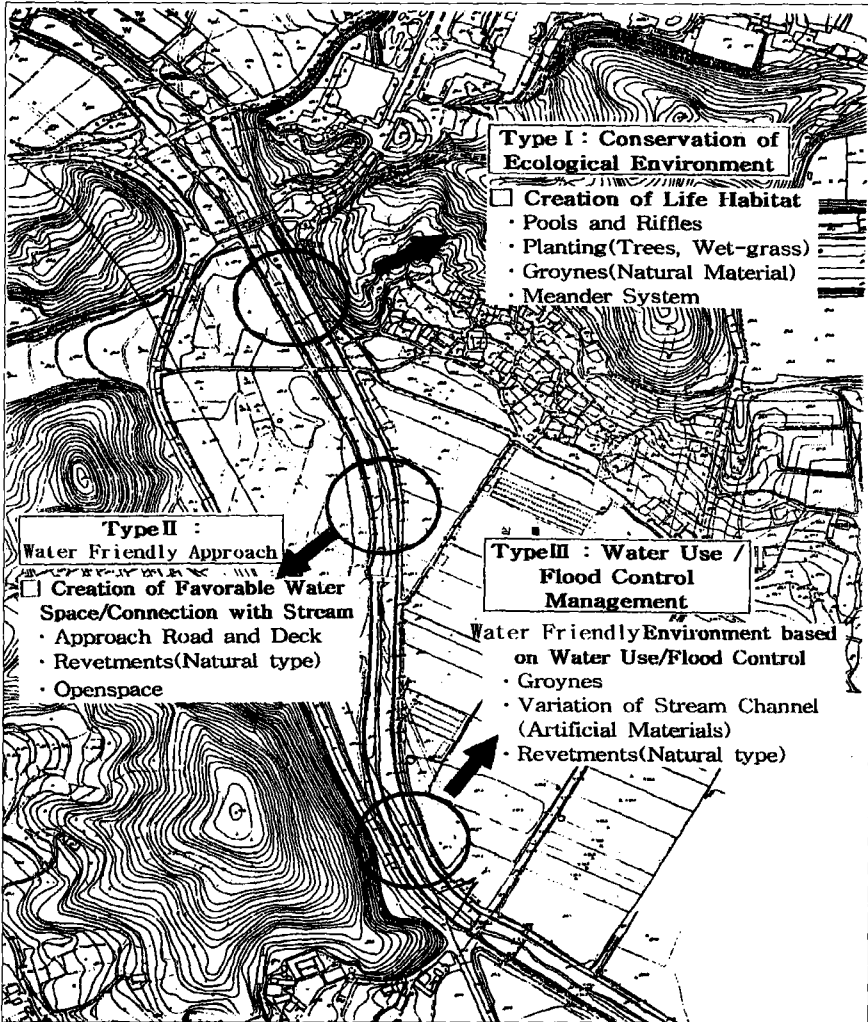 Type I : Conservation of
Ecological Environment
□ Creation of Life Habitat
· Pools and Riffles
· Planting(Trees, Wet-grass)
· Groynes(Natural Material)
· Meander System
Type II :
Water Friendly Approach
□ Creation of Favorable Water
Space/Connection with Stream
· Approach Road and Deck
· Revetments(Natural type)
· Openspace
Type III : Water Use /
Flood Control
Management
Water Friendly Environment based
on Water Use/Flood Control
· Groynes
· Variation of Stream Channel
(Artificial Materials)
· Revetments(Natural type)